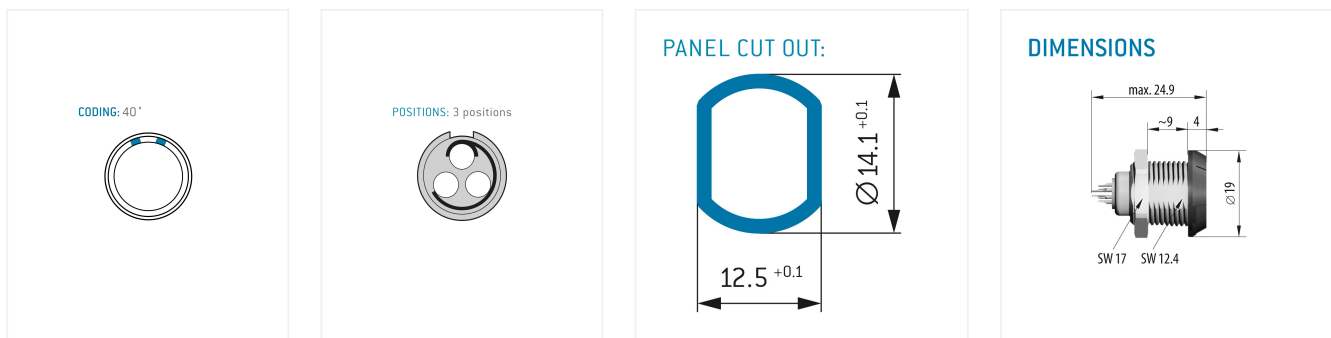 CODING: 40°
POSITIONS: 3 positions
PANEL CUT OUT:
Ø14.1 +0.1
12.5 +0.1
DIMENSIONS
max. 24.9
~9
4
Ø19
SW 17
SW 12.4